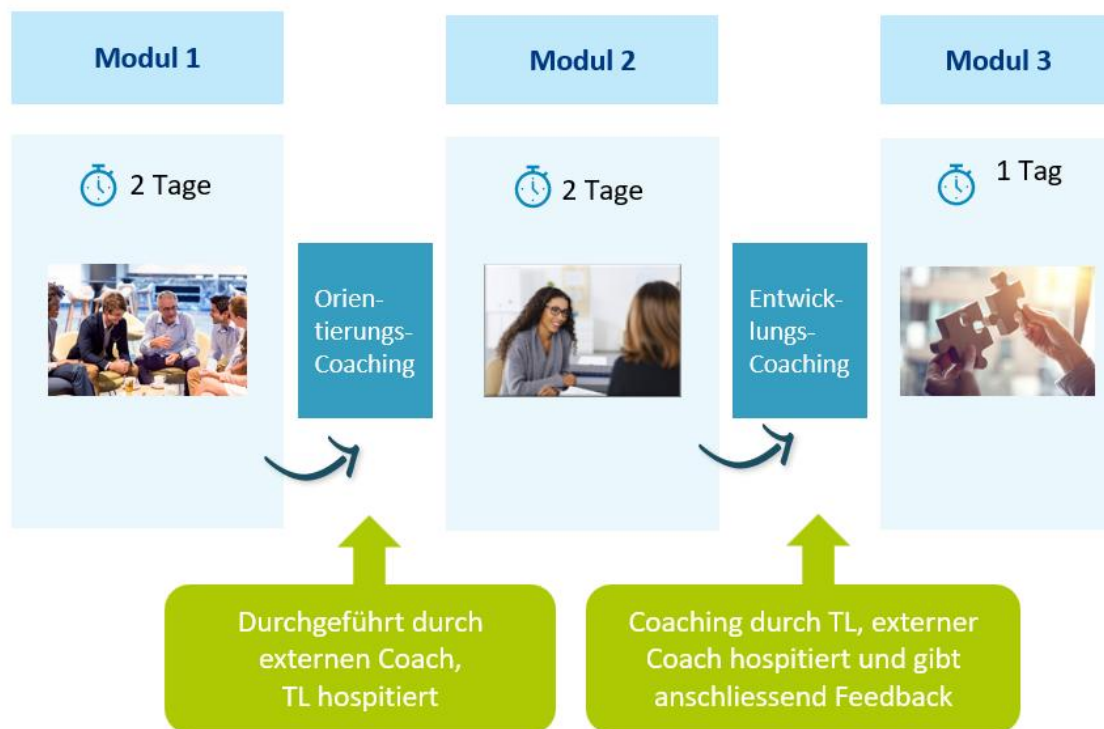 Modul 1
Modul 2
Modul 3
2 Tage
2 Tage
1 Tag
Orien-
tierungs-
Coaching
Entwick-
lungs-
Coaching
Durchgeführt durch
externen Coach,
TL hospitiert
Coaching durch TL, externer
Coach hospitiert und gibt
anschliessend Feedback